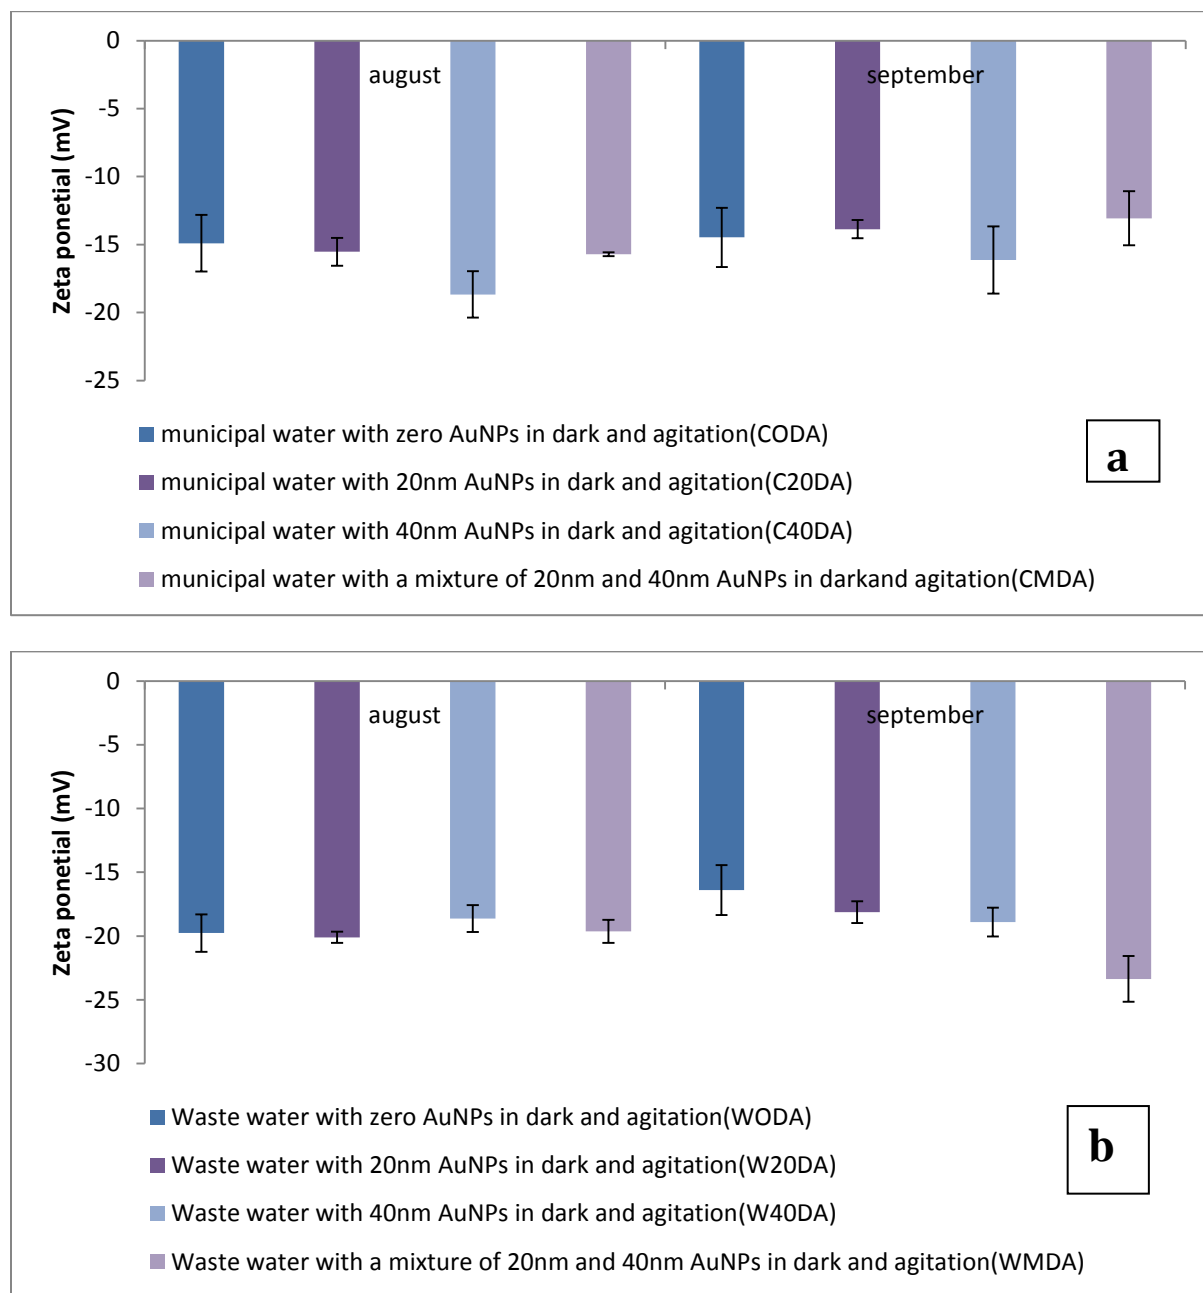 0
-5
-10
-15
-20
-25
Zeta ponetial (mV)
august
september
municipal water with zero AuNPs in dark and agitation(CODA)
municipal water with 20nm AuNPs in dark and agitation(C20DA)
municipal water with 40nm AuNPs in dark and agitation(C40DA)
municipal water with a mixture of 20nm and 40nm AuNPs in darkand agitation(CMDA)
a
0
-5
-10
-15
-20
-25
-30
Zeta ponetial (mV)
august
september
Waste water with zero AuNPs in dark and agitation(WODA)
Waste water with 20nm AuNPs in dark and agitation(W20DA)
Waste water with 40nm AuNPs in dark and agitation(W40DA)
Waste water with a mixture of 20nm and 40nm AuNPs in dark and agitation(WMDA)
b